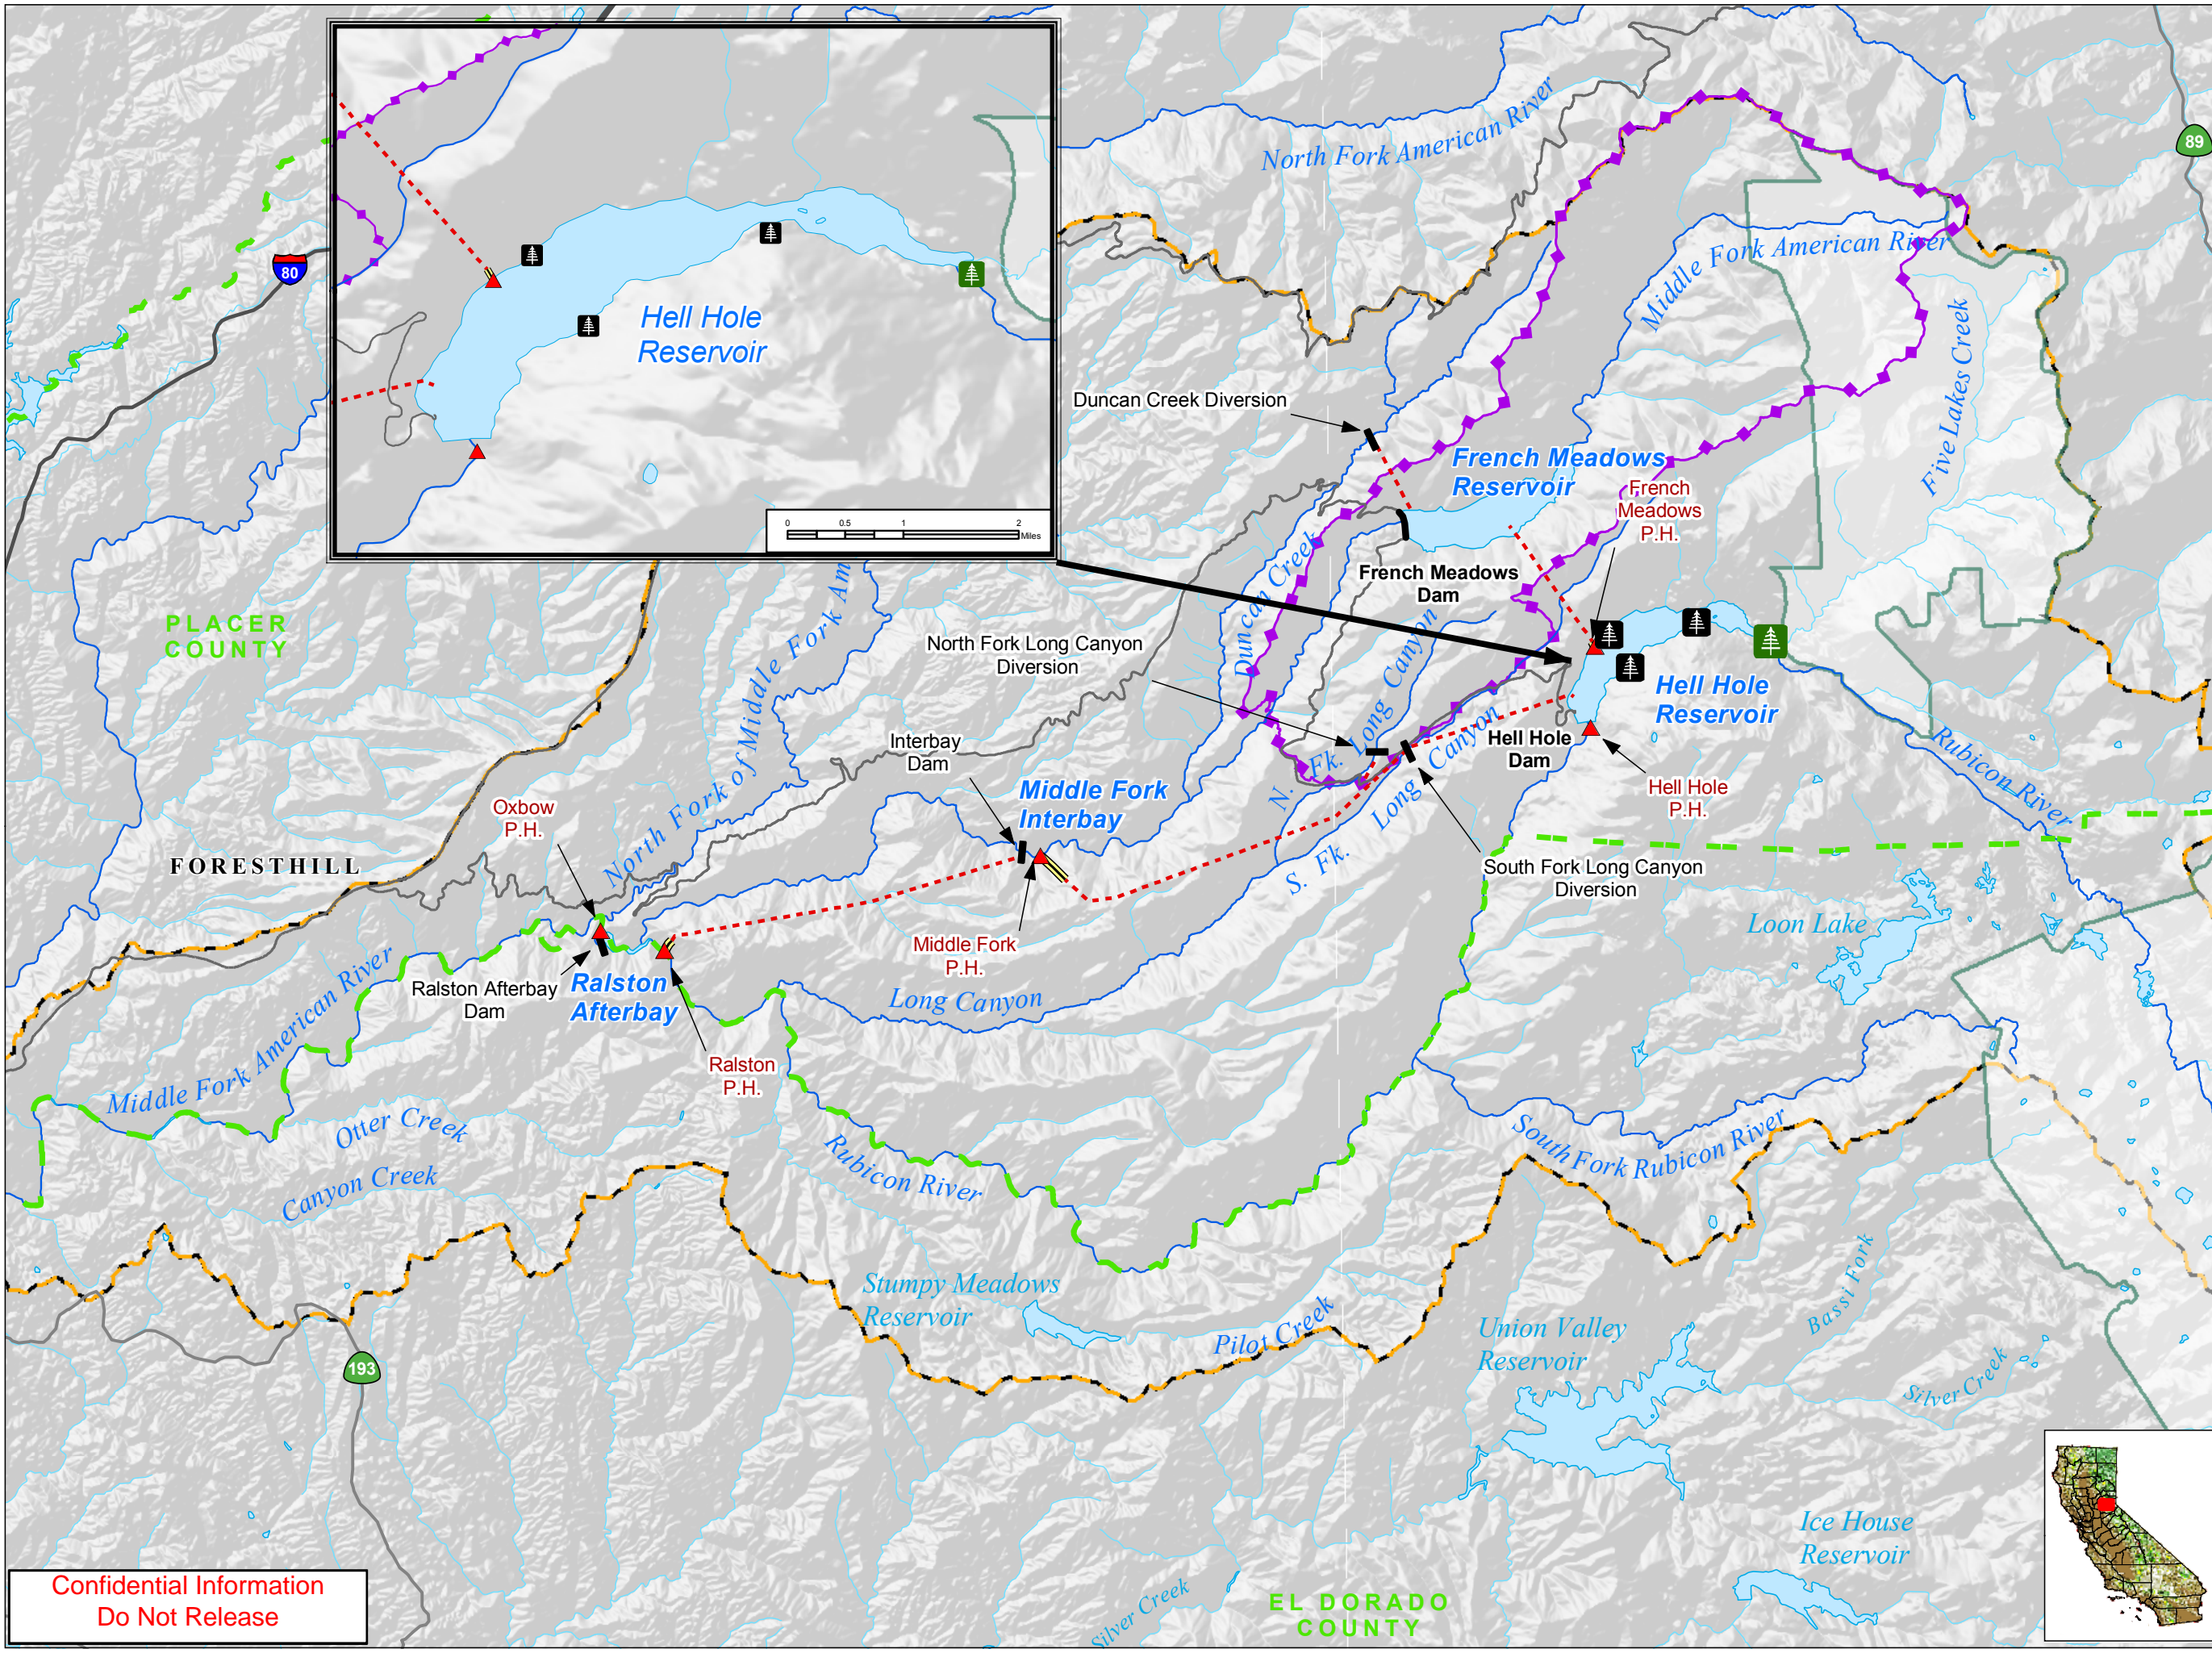 North Fork American River
89
80
Middle Fork American River
Hell Hole
Reservoir
Five Lakes Creek
Duncan Creek Diversion
French Meadows
Reservoir
French
Meadows
P.H.
0 0.5 1 2
Miles
French Meadows
Dam
Duncan Creek
PLACER
COUNTY
North Fork of Middle Fork Am
North Fork Long Canyon
Diversion
N. Fk. Long Canyon
Hell Hole
Reservoir
Rubicon River
Hell Hole
Dam
Interbay
Dam
Middle Fork
Interbay
Hell Hole
P.H.
Oxbow
P.H.
S. Fk. Long Canyon
FORESTHILL
South Fork Long Canyon
Diversion
Loon Lake
Middle Fork
P.H.
Ralston Afterbay
Dam
Ralston
Afterbay
Long Canyon
Middle Fork American River
Ralston
P.H.
Otter Creek
South Fork Rubicon River
Canyon Creek
Rubicon River
Stumpy Meadows
Reservoir
Pilot Creek
Union Valley
Reservoir
Bassi Fork
Silver Creek
193
Ice House
Reservoir
Silver Creek
EL DORADO
COUNTY
Confidential Information
Do Not Release